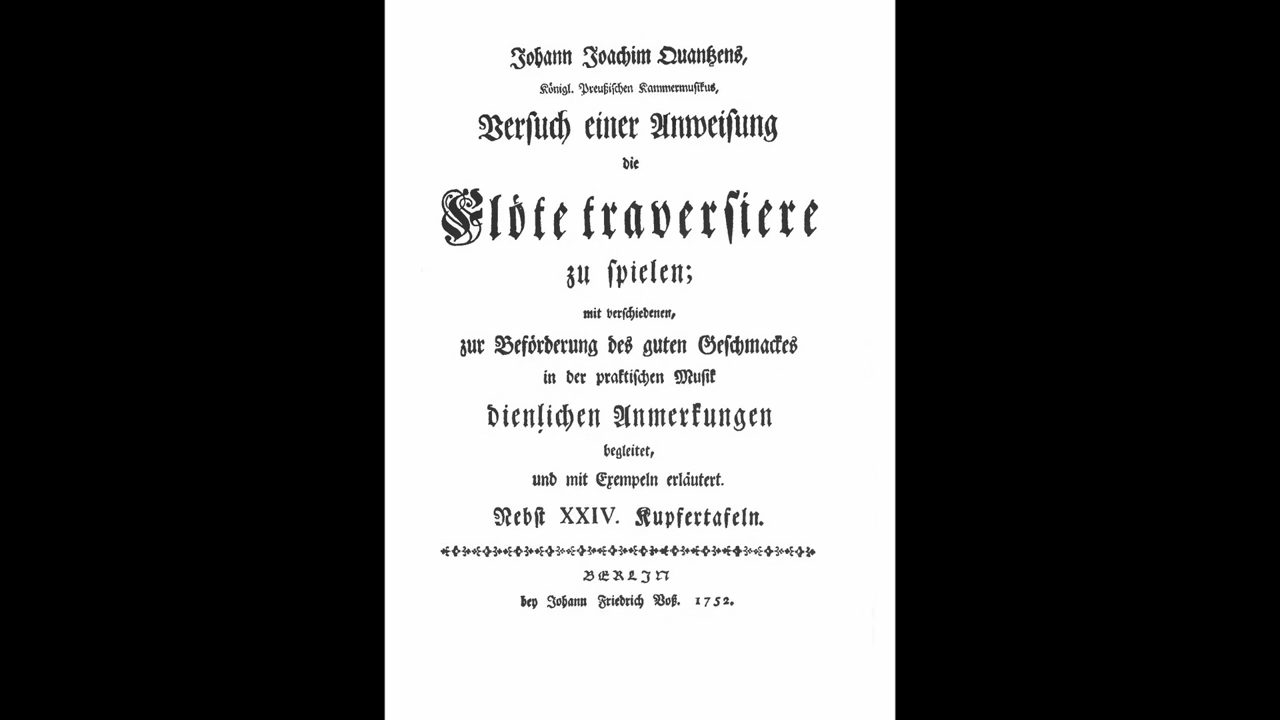 Johann Joachim Quantzens,
Königl. Preußischen Kammermusikus,
Versuch einer Anweisung
die
Flöte traversiere
zu spielen;
mit verschiedenen,
zur Beförderung des guten Geschmackes
in der praktischen Musik
dienlichen Anmerkungen
begleitet,
und mit Exempeln erläutert.
Nebst XXIV. Kupfertafeln.
BERLIN
bey Johann Friedrich Voß. 1752.